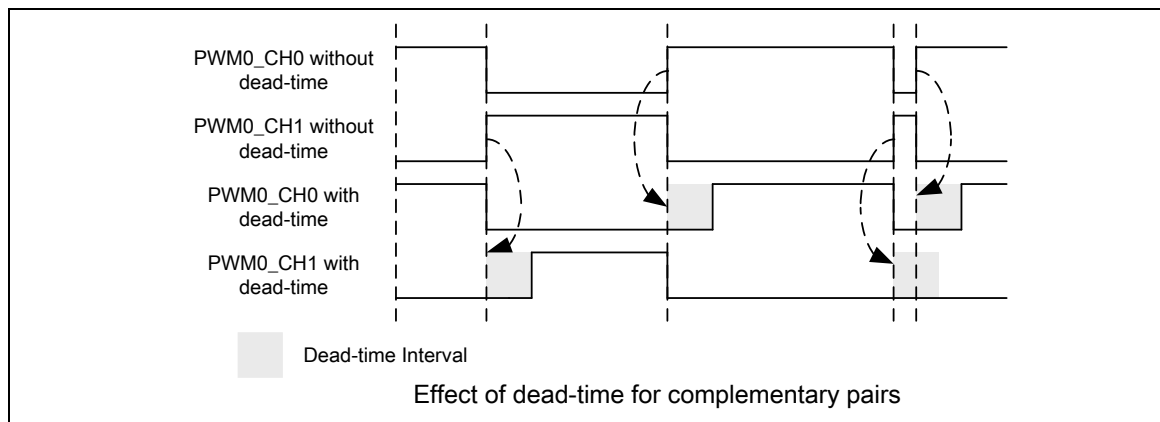 PWM0_CH0 without
dead-time
PWM0_CH1 without
dead-time
PWM0_CH0 with
dead-time
PWM0_CH1 with
dead-time
Dead-time Interval
Effect of dead-time for complementary pairs